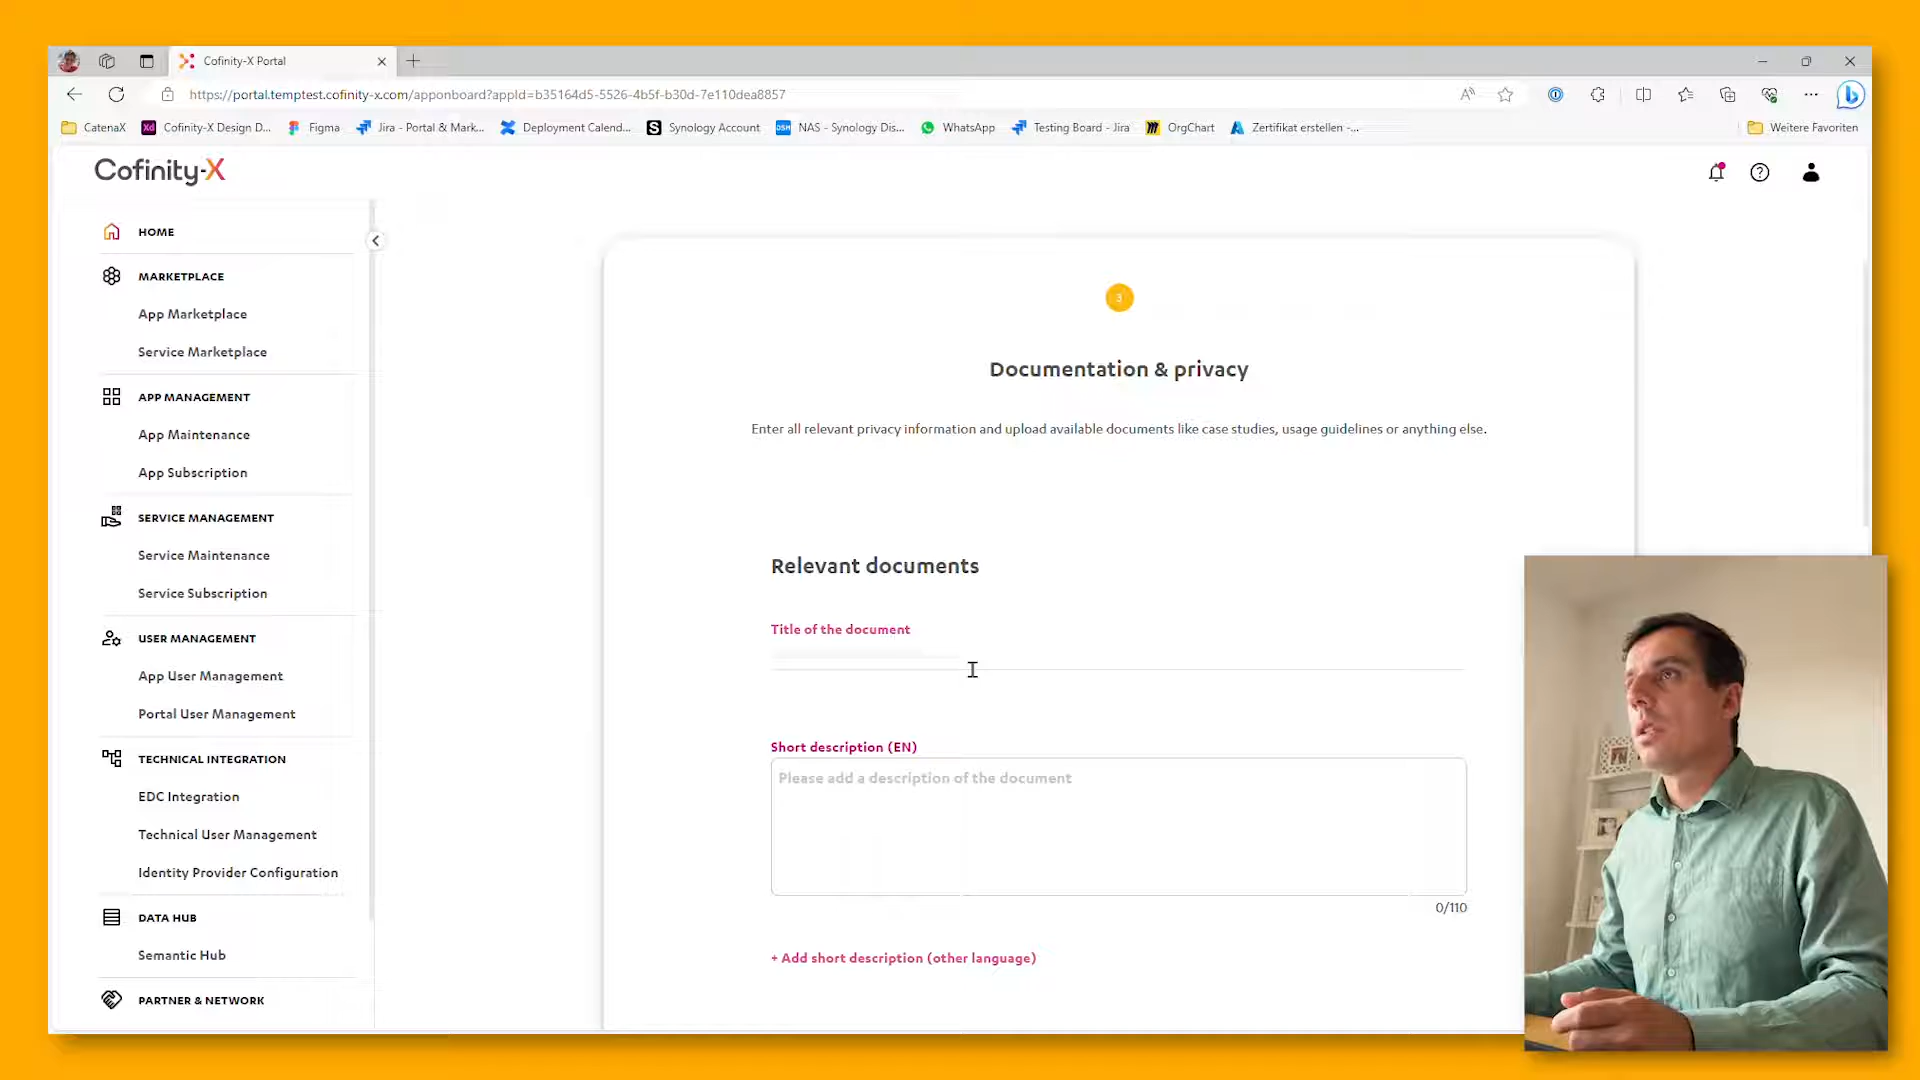 Cofinity-X Portal
https://portal.temptest.cofinity-x.com/apponboard?appId=b35164d5-5526-4b5f-b30d-7e110dea8857
CatenaX
Cofinity-X Design D...
Figma
Jira - Portal & Mark...
Deployment Calend...
Synology Account
NAS - Synology Dis...
WhatsApp
Testing Board - Jira
OrgChart
Zertifikat erstellen -...
Weitere Favoriten
Cofinity-X
HOME
MARKETPLACE
App Marketplace
Service Marketplace
APP MANAGEMENT
App Maintenance
App Subscription
SERVICE MANAGEMENT
Service Maintenance
Service Subscription
USER MANAGEMENT
App User Management
Portal User Management
TECHNICAL INTEGRATION
EDC Integration
Technical User Management
Identity Provider Configuration
DATA HUB
Semantic Hub
PARTNER & NETWORK
3
Documentation & privacy
Enter all relevant privacy information and upload available documents like case studies, usage guidelines or anything else.
Relevant documents
Title of the document
Short description (EN)
Please add a description of the document
0/110
+ Add short description (other language)